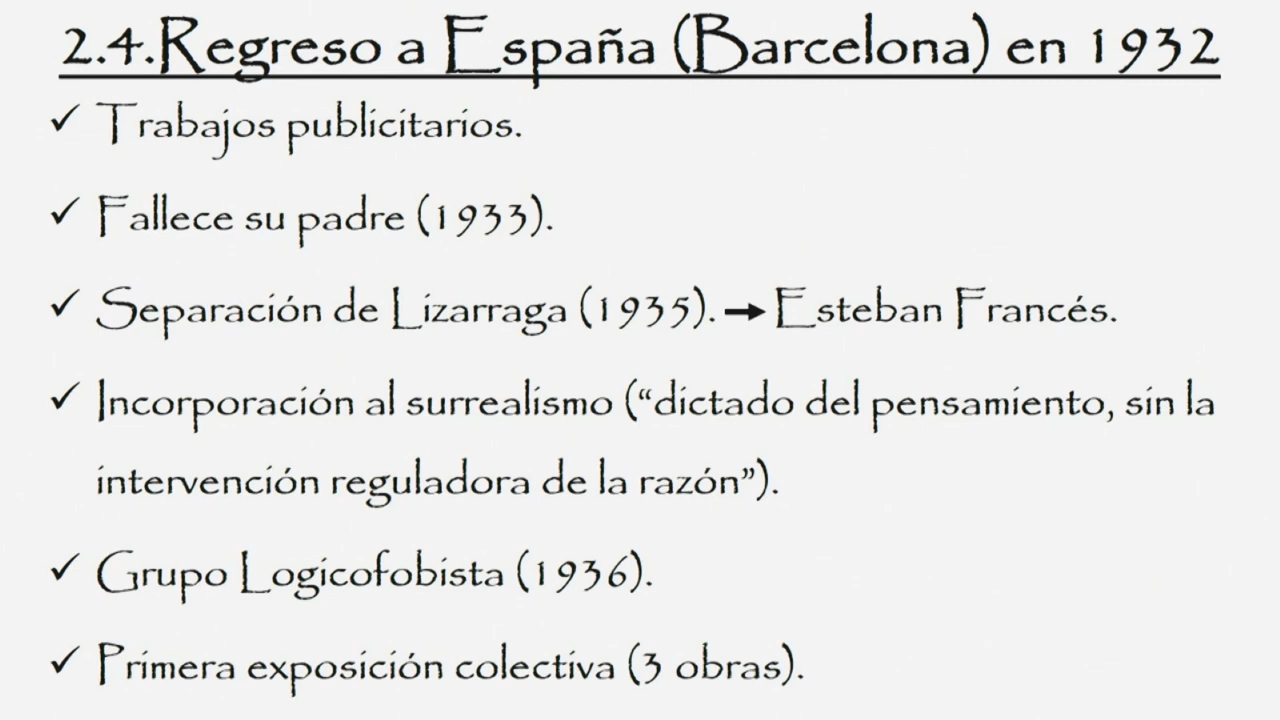 2.4.Regreso a España (Barcelona) en 1932
✓ Trabajos publicitarios.
✓ Fallece su padre (1933).
✓ Separación de Lizarraga (1935). → Esteban Francés.
✓ Incorporación al surrealismo (“dictado del pensamiento, sin la
intervención reguladora de la razón”).
✓ Grupo Logicofobista (1936).
✓ Primera exposición colectiva (3 obras).